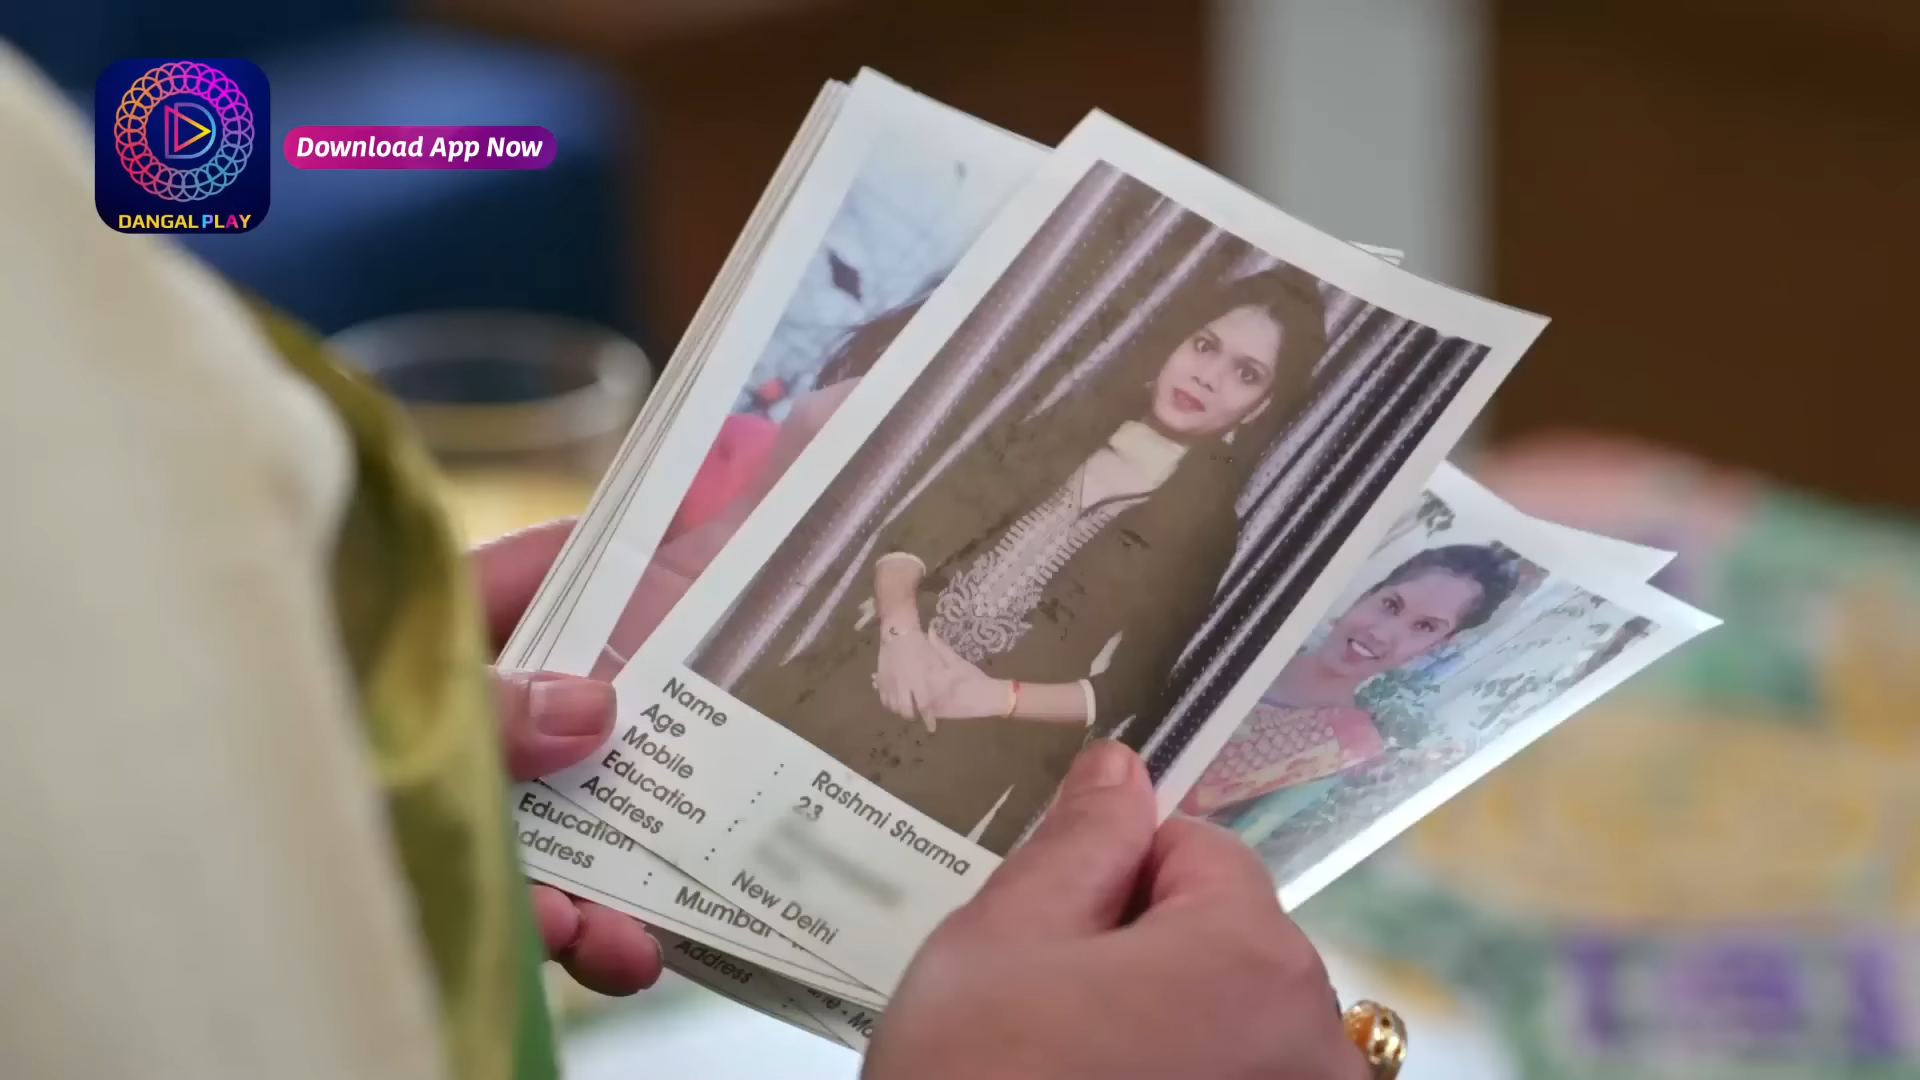 Download App Now
DANGAL PLAY
Name : Rashmi Sharma
Age : 23
Mobile :
Education :
Address : New Delhi
Education
Address : Mumbai
Address :